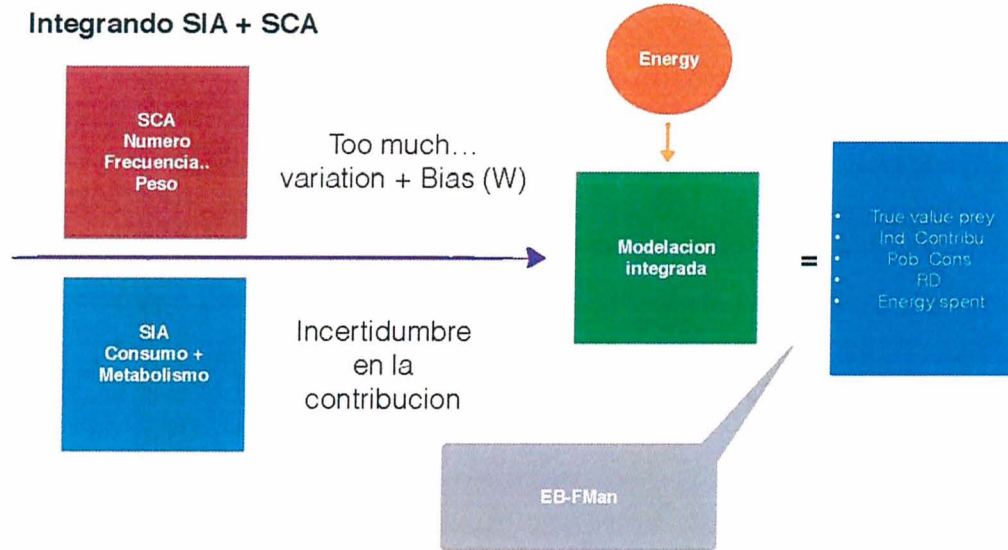 Integrando SIA + SCA
Energy
SCA
Numero
Frecuencia..
Peso
Too much...
variation + Bias (W)
Modelacion
integrada
=
• True value prey
• Ind. Contribu
• Pob. Cons
• RD
• Energy spent
SIA
Consumo +
Metabolismo
Incertidumbre
en la
contribucion
EB-FMan